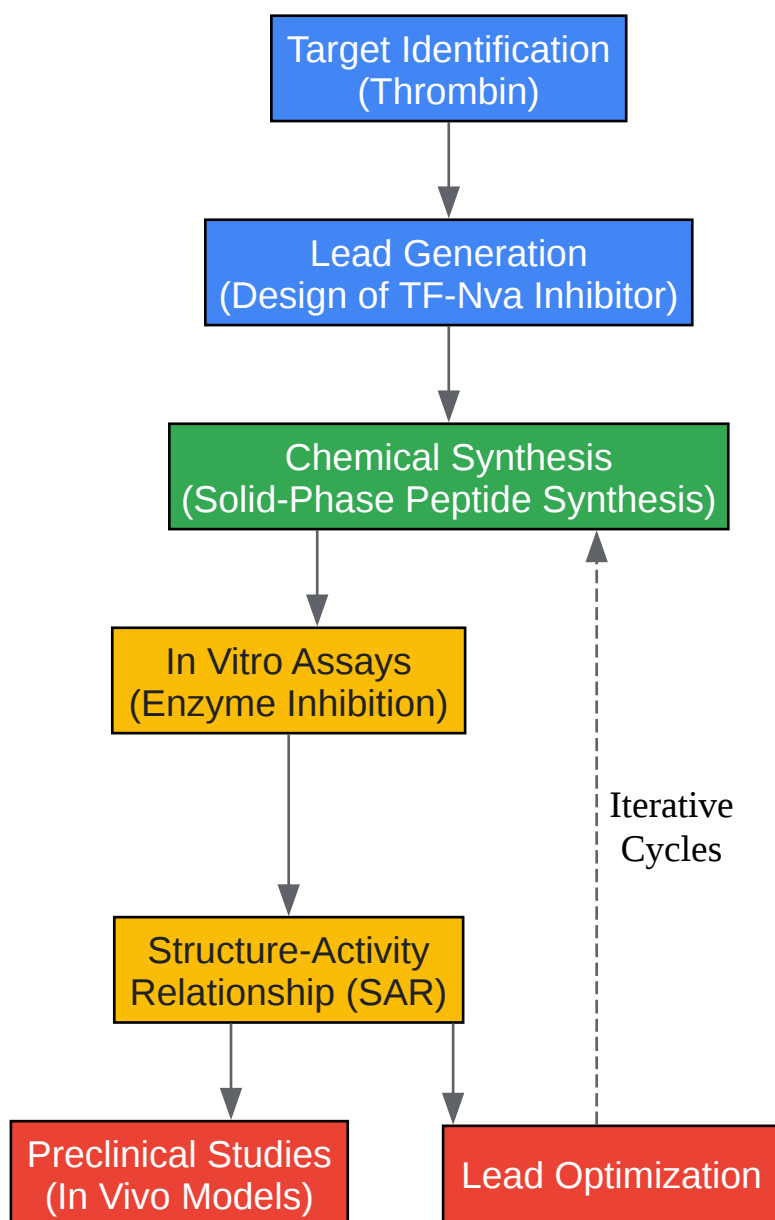 Target Identification
(Thrombin)
Lead Generation
(Design of TF-Nva Inhibitor)
Chemical Synthesis
(Solid-Phase Peptide Synthesis)
In Vitro Assays
(Enzyme Inhibition)
Iterative
Cycles
Structure-Activity
Relationship (SAR)
Preclinical Studies
(In Vivo Models)
Lead Optimization